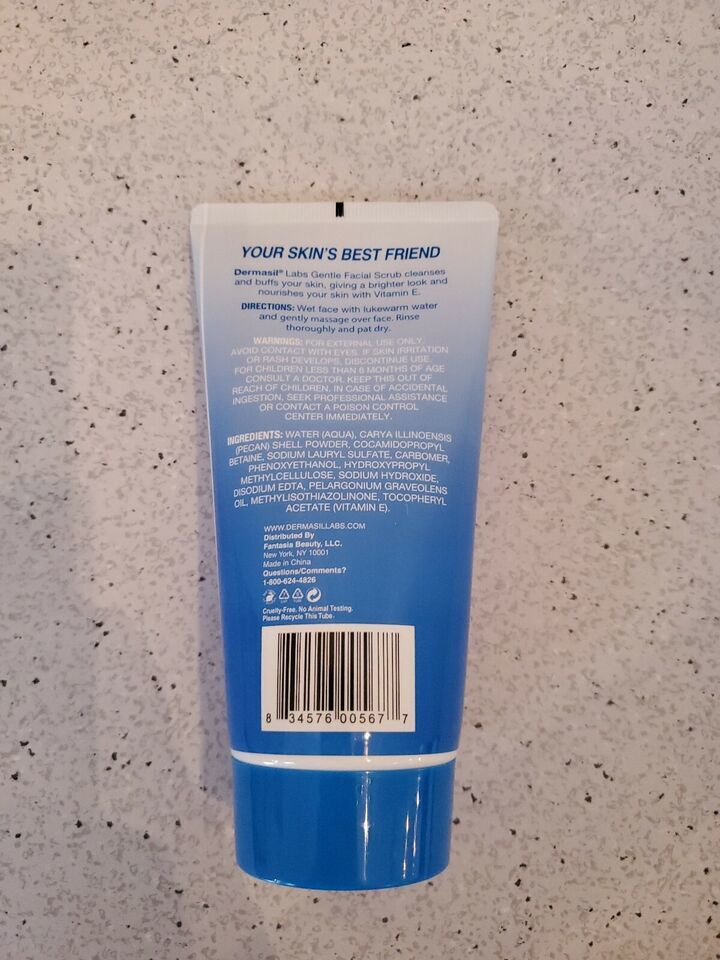 YOUR SKIN'S BEST FRIEND
Dermasil® Labs Gentle Facial Scrub cleanses
and buffs your skin, giving a brighter look and
nourishes your skin with Vitamin E.
DIRECTIONS: Wet face with lukewarm water
and gently massage over face. Rinse
thoroughly and pat dry.
WARNINGS: FOR EXTERNAL USE ONLY.
AVOID CONTACT WITH EYES. IF SKIN IRRITATION
OR RASH DEVELOPS, DISCONTINUE USE.
FOR CHILDREN LESS THAN 6 MONTHS OF AGE
CONSULT A DOCTOR. KEEP THIS OUT OF
REACH OF CHILDREN. IN CASE OF ACCIDENTAL
INGESTION, SEEK PROFESSIONAL ASSISTANCE
OR CONTACT A POISON CONTROL
CENTER IMMEDIATELY.
INGREDIENTS: WATER (AQUA), CARYA ILLINOENSIS
(PECAN) SHELL POWDER, COCAMIDOPROPYL
BETAINE, SODIUM LAURYL SULFATE, CARBOMER,
PHENOXYETHANOL, HYDROXYPROPYL
METHYLCELLULOSE, SODIUM HYDROXIDE,
DISODIUM EDTA, PELARGONIUM GRAVEOLENS
OIL, METHYLISOTHIAZOLINONE, TOCOPHERYL
ACETATE (VITAMIN E).
WWW.DERMASILLABS.COM
Distributed By
Fantasia Beauty, LLC.
New York, NY 10001
Made in China
Questions/Comments?
1-800-624-4826
Cruelty-Free. No Animal Testing.
Please Recycle This Tube.
8 34576 00567 7